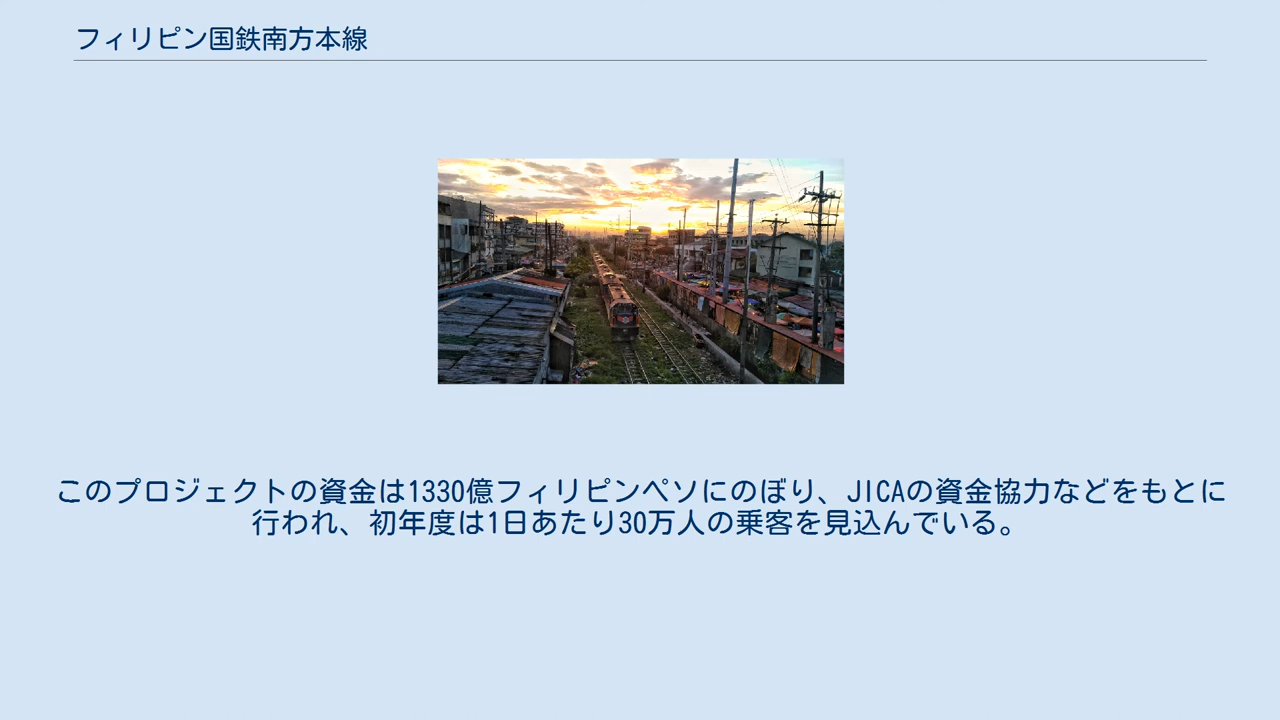 フィリピン国鉄南方本線
このプロジェクトの資金は1330億フィリピンペソにのぼり、JICAの資金協力などをもとに
行われ、初年度は1日あたり30万人の乗客を見込んでいる。